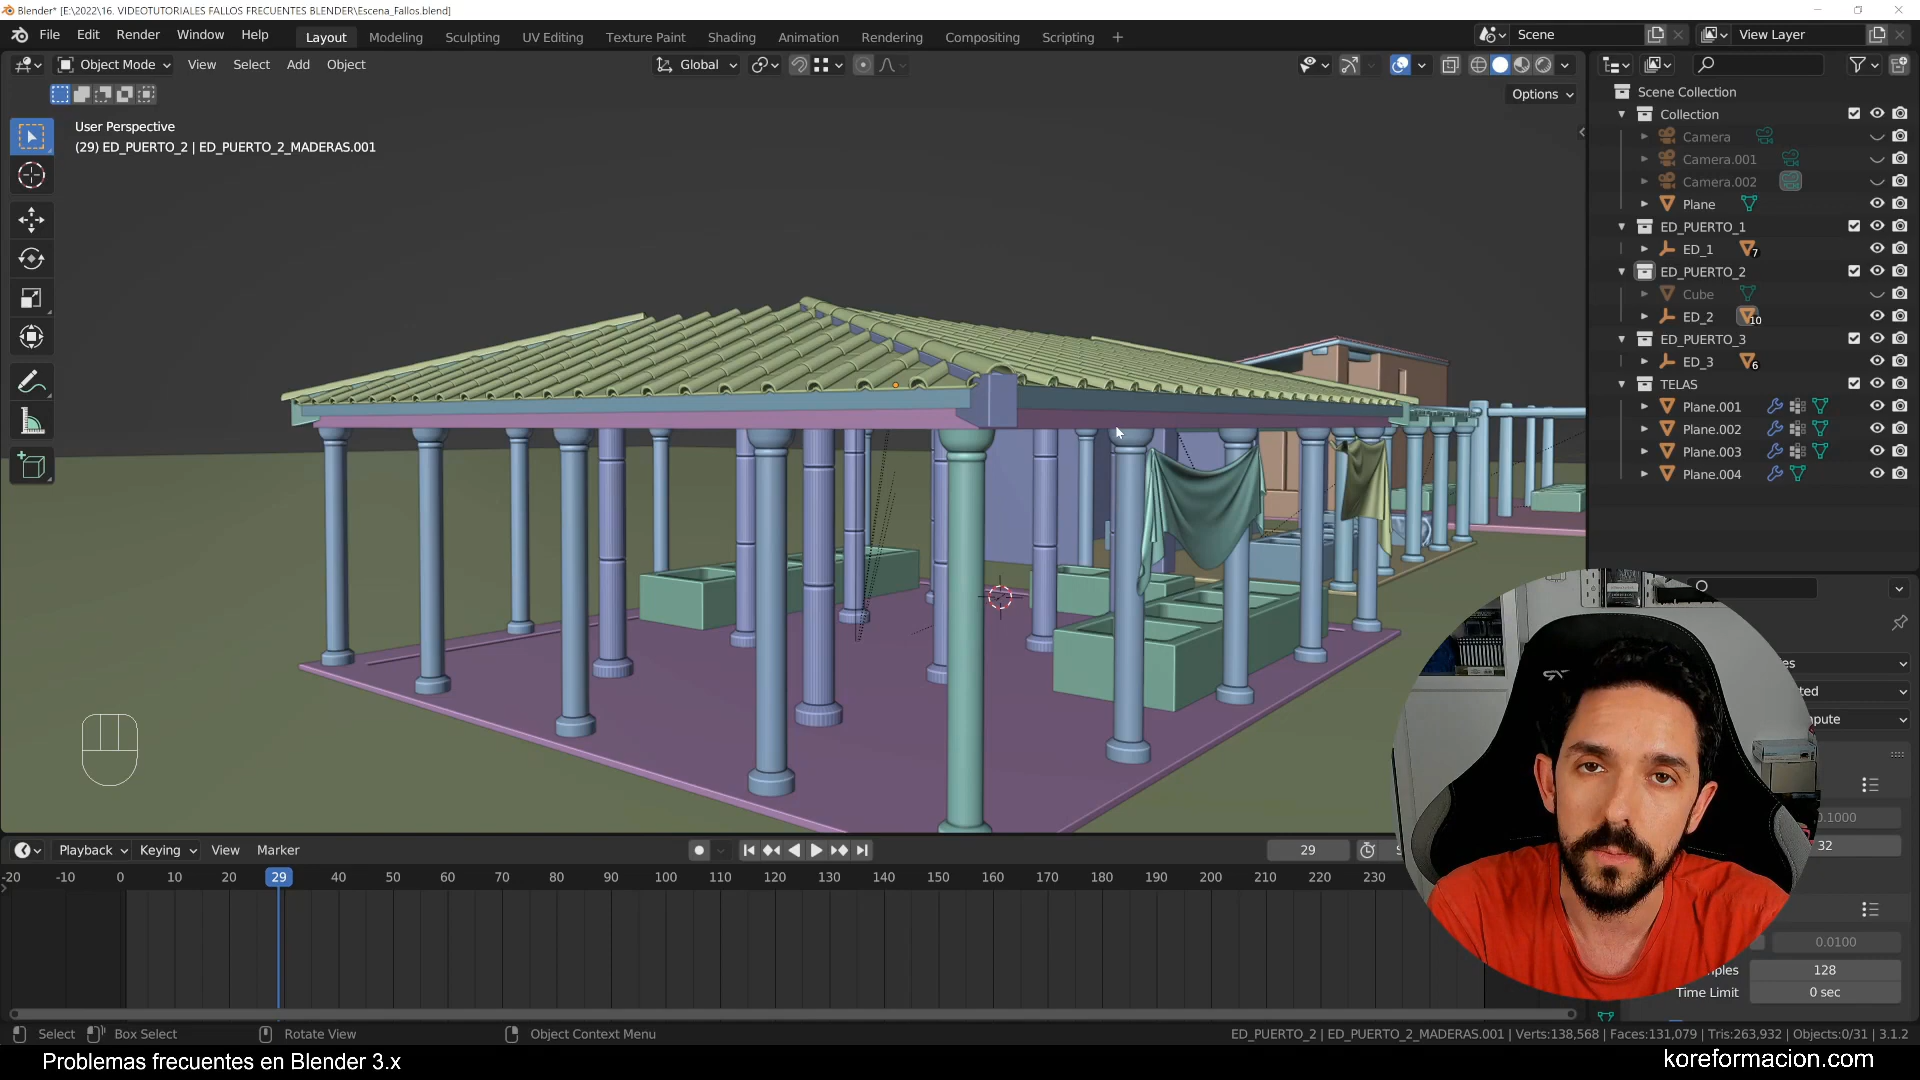 Blender* [E:\2022\16. VIDEOTUTORIALES FALLOS FRECUENTES BLENDER\Escena_Fallos.blend]
File Edit Render Window Help Layout Modeling Sculpting UV Editing Texture Paint Shading Animation Rendering Compositing Scripting + Scene View Layer
Object Mode View Select Add Object Global
Options
User Perspective
(29) ED_PUERTO_2 | ED_PUERTO_2_MADERAS.001
Scene Collection
Collection
Camera
Camera.001
Camera.002
Plane
ED_PUERTO_1
ED_1 7
ED_PUERTO_2
Cube
ED_2 10
ED_PUERTO_3
ED_3 6
TELAS
Plane.001
Plane.002
Plane.003
Plane.004
es
ted
pute
0.1000
32
0.0100
ples 128
Time Limit 0 sec
Playback Keying View Marker 29
-20 -10 0 10 20 29 40 50 60 70 80 90 100 110 120 130 140 150 160 170 180 190 200 210 220 230
Select Box Select Rotate View Object Context Menu ED_PUERTO_2 | ED_PUERTO_2_MADERAS.001 | Verts:138,568 | Faces:131,079 | Tris:263,932 | Objects:0/31 | 3.1.2
Problemas frecuentes en Blender 3.x koreformacion.com